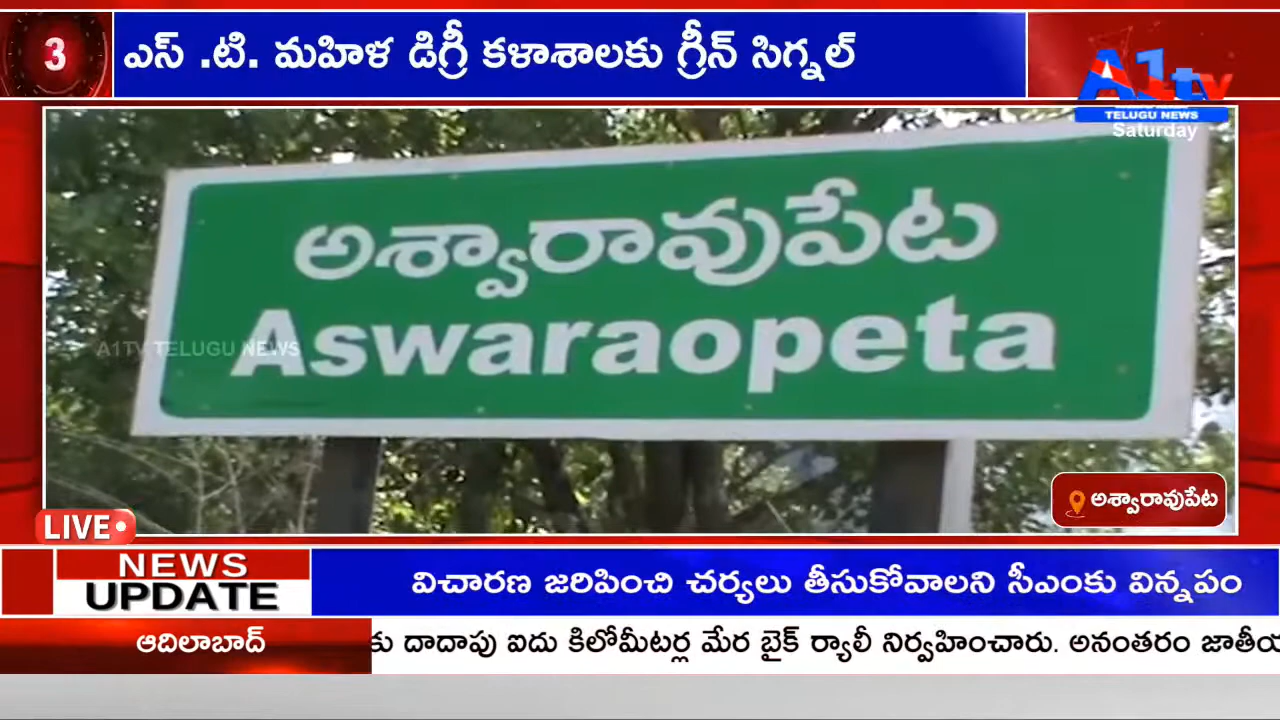 3
ఎస్ .టి. మహిళ డిగ్రీ కళాశాలకు గ్రీన్ సిగ్నల్
A1tv
TELUGU NEWS
Saturday
అశ్వారావుపేట
Aswaraopeta
A1TV TELUGU NEWS
అశ్వారావుపేట
LIVE
NEWS
UPDATE
విచారణ జరిపించి చర్యలు తీసుకోవాలని సీఎంకు విన్నపం
ఆదిలాబాద్
కు దాదాపు ఐదు కిలోమీటర్ల మేర బైక్ ర్యాలీ నిర్వహించారు. అనంతరం జాతీయ